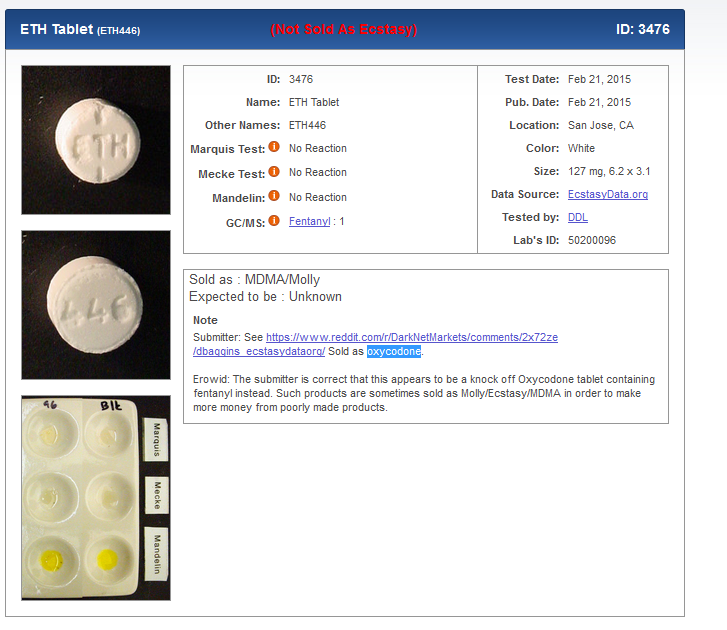 ETH Tablet (ETH446)
(Not Sold As Ecstasy)
ID: 3476
ETH
446
96 Blk
Marquis
Mecke
Mandelin
ID: 3476
Name: ETH Tablet
Other Names: ETH446
Marquis Test: i No Reaction
Mecke Test: i No Reaction
Mandelin: i No Reaction
GC/MS: i Fentanyl : 1
Test Date: Feb 21, 2015
Pub. Date: Feb 21, 2015
Location: San Jose, CA
Color: White
Size: 127 mg, 6.2 x 3.1
Data Source: EcstasyData.org
Tested by: DDL
Lab's ID: 50200096
Sold as : MDMA/Molly
Expected to be : Unknown
Note
Submitter: See https://www.reddit.com/r/DarkNetMarkets/comments/2x72ze
/dbaggins_ecstasydataorg/ Sold as oxycodone.
Erowid: The submitter is correct that this appears to be a knock off Oxycodone tablet containing
fentanyl instead. Such products are sometimes sold as Molly/Ecstasy/MDMA in order to make
more money from poorly made products.